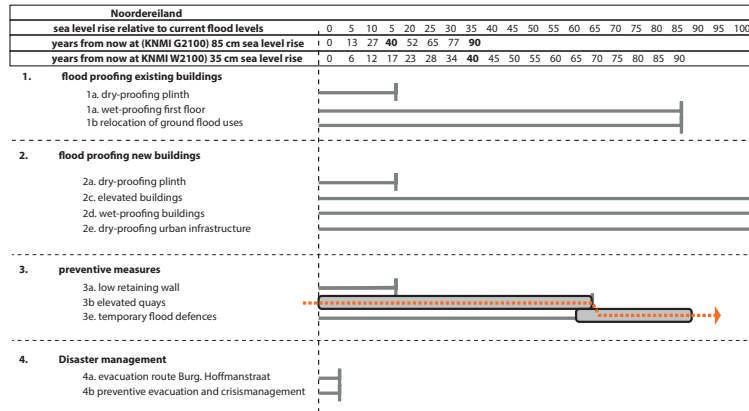 Noordereiland
sea level rise relative to current flood levels 0 5 10 5 20 25 30 35 40 45 50 55 60 65 70 75 80 85 90 95 100
years from now at (KNMI G2100) 85 cm sea level rise 0 13 27 40 52 65 77 90
years from now at KNMI W2100) 35 cm sea level rise 0 6 12 17 23 28 34 40 45 50 55 60 65 70 75 80 85 90
1. flood proofing existing buildings
1a. dry-proofing plinth
1a. wet-proofing first floor
1b relocation of ground flood uses
2. flood proofing new buildings
2a. dry-proofing plinth
2c. elevated buildings
2d. wet-proofing buildings
2e. dry-proofing urban infrastructure
3. preventive measures
3a. low retaining wall
3b elevated quays
3e. temporary flood defences
4. Disaster management
4a. evacuation route Burg. Hoffmanstraat
4b preventive evacuation and crisismanagement